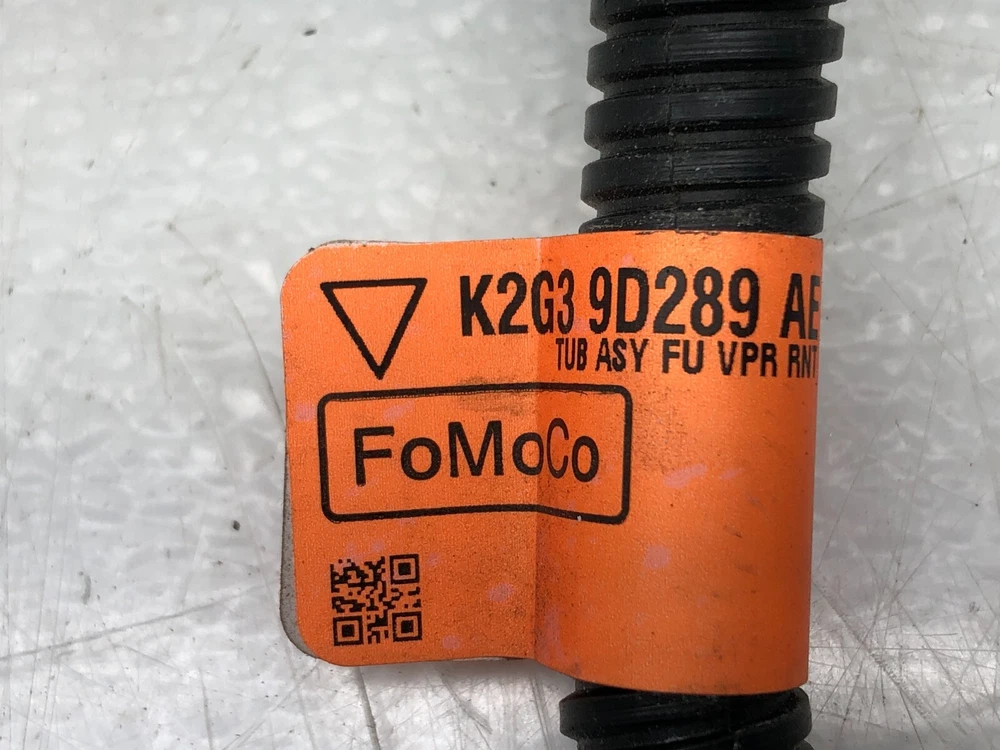 K2G3 9D289 AE
TUB ASY FU VPR RNT
FoMoCo